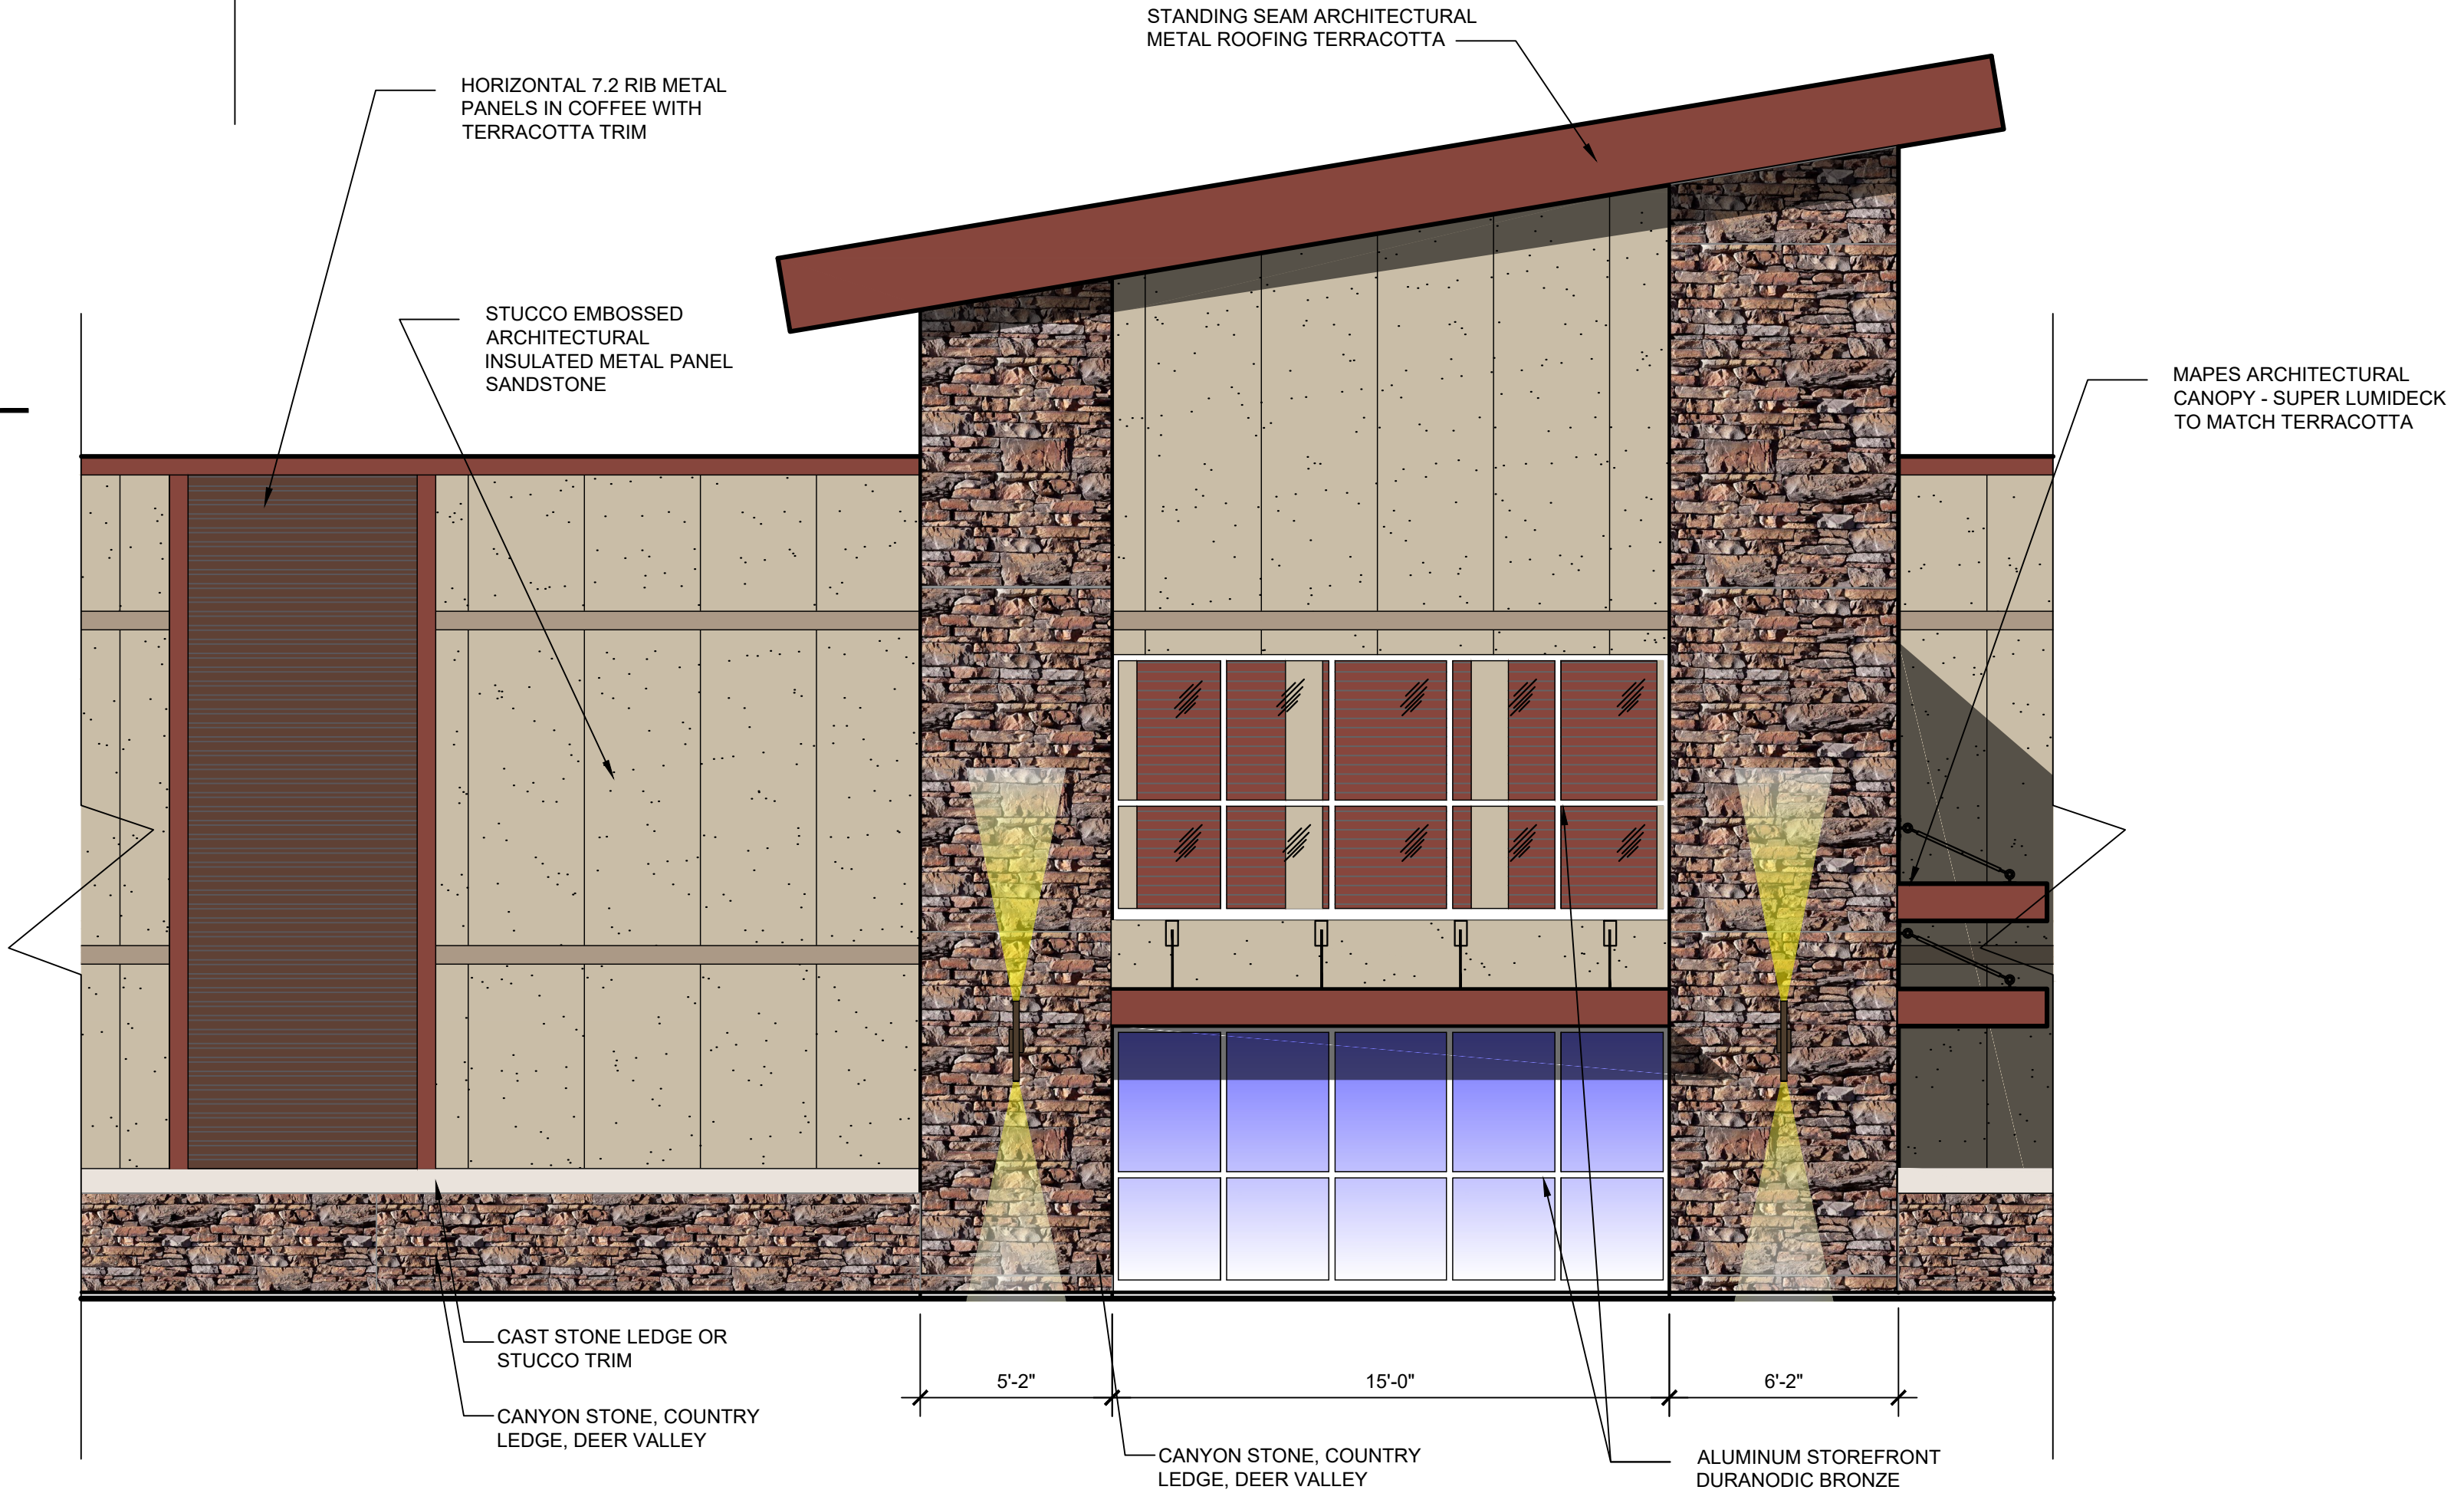 STANDING SEAM ARCHITECTURAL
METAL ROOFING TERRACOTTA
HORIZONTAL 7.2 RIB METAL
PANELS IN COFFEE WITH
TERRACOTTA TRIM
STUCCO EMBOSSED
ARCHITECTURAL
INSULATED METAL PANEL
SANDSTONE
MAPES ARCHITECTURAL
CANOPY - SUPER LUMIDECK
TO MATCH TERRACOTTA
CAST STONE LEDGE OR
STUCCO TRIM
5'-2"
15'-0"
6'-2"
CANYON STONE, COUNTRY
LEDGE, DEER VALLEY
CANYON STONE, COUNTRY
LEDGE, DEER VALLEY
ALUMINUM STOREFRONT
DURANODIC BRONZE